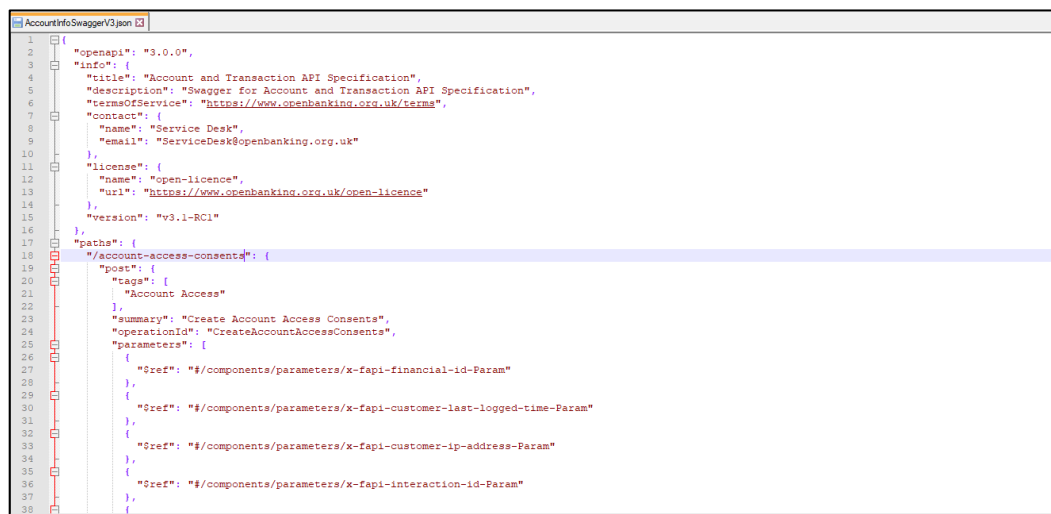 AccountInfoSwaggerV3.json
1 {
2 "openapi": "3.0.0",
3 "info": {
4 "title": "Account and Transaction API Specification",
5 "description": "Swagger for Account and Transaction API Specification",
6 "termsOfService": "https://www.openbanking.org.uk/terms",
7 "contact": {
8 "name": "Service Desk",
9 "email": "ServiceDesk@openbanking.org.uk"
10 },
11 "license": {
12 "name": "open-licence",
13 "url": "https://www.openbanking.org.uk/open-licence"
14 },
15 "version": "v3.1-RC1"
16 },
17 "paths": {
18 "/account-access-consents": {
19 "post": {
20 "tags": [
21 "Account Access"
22 ],
23 "summary": "Create Account Access Consents",
24 "operationId": "CreateAccountAccessConsents",
25 "parameters": [
26 {
27 "$ref": "#/components/parameters/x-fapi-financial-id-Param"
28 },
29 {
30 "$ref": "#/components/parameters/x-fapi-customer-last-logged-time-Param"
31 },
32 {
33 "$ref": "#/components/parameters/x-fapi-customer-ip-address-Param"
34 },
35 {
36 "$ref": "#/components/parameters/x-fapi-interaction-id-Param"
37 },
38 {